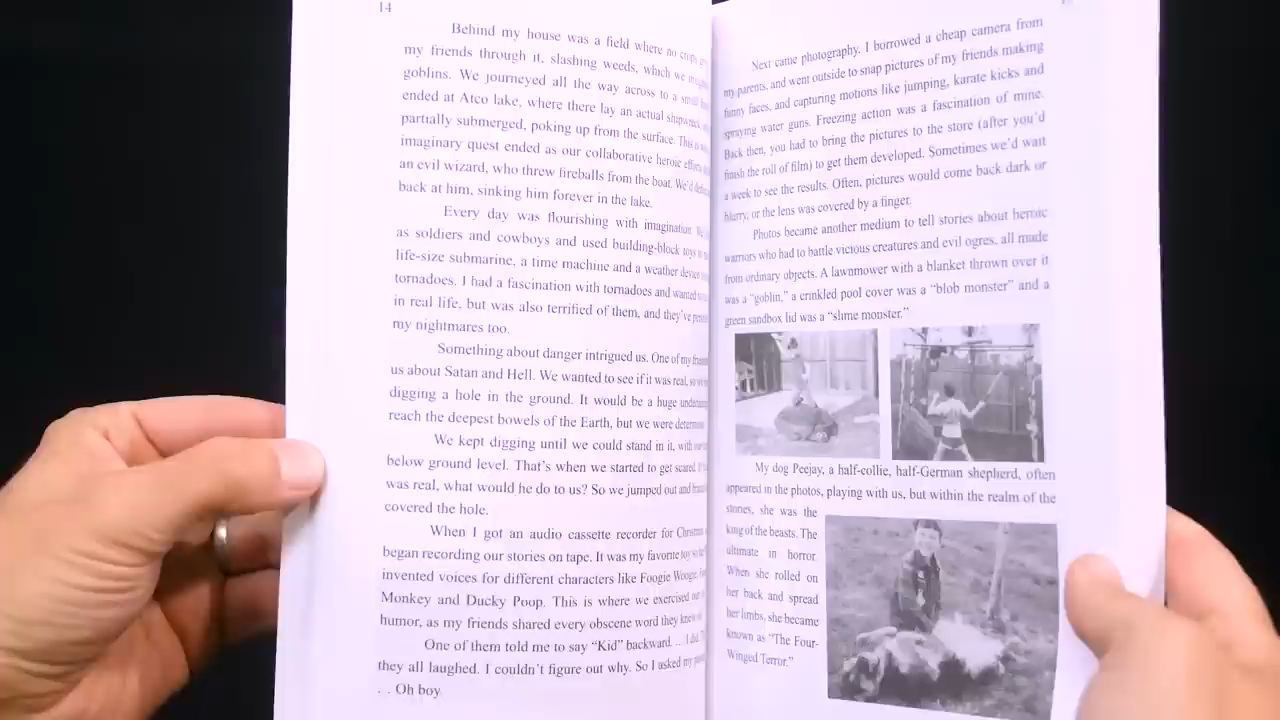 14
Behind my house was a field where no crops
my friends through it, slashing weeds, which we
goblins. We journeyed all the way across to a small
ended at Atco lake, where there lay an actual shipwreck
partially submerged, poking up from the surface. This
imaginary quest ended as our collaborative heroic efforts
an evil wizard, who threw fireballs from the boat. We'd
back at him, sinking him forever in the lake.
Every day was flourishing with imagination.
as soldiers and cowboys and used building-block toys
life-size submarine, a time machine and a weather device
tornadoes. I had a fascination with tornadoes and wanted
in real life, but was also terrified of them, and they've
my nightmares too.
Something about danger intrigued us. One of my
us about Satan and Hell. We wanted to see if it was real,
digging a hole in the ground. It would be a huge
reach the deepest bowels of the Earth, but we were
We kept digging until we could stand in it, with
below ground level. That's when we started to get scared.
was real, what would he do to us? So we jumped out and
covered the hole.
When I got an audio cassette recorder for
began recording our stories on tape. It was my favorite toy
invented voices for different characters like Foogie Woogie,
Monkey and Ducky Poop. This is where we exercised
humor, as my friends shared every obscene word they knew
One of them told me to say “Kid” backward. ... I did.
they all laughed. I couldn't figure out why. So I asked my
. . Oh boy.
Next came photography. I borrowed a cheap camera from
my parents, and went outside to snap pictures of my friends making
funny faces, and capturing motions like jumping, karate kicks and
spraying water guns. Freezing action was a fascination of mine.
Back then, you had to bring the pictures to the store (after you'd
finish the roll of film) to get them developed. Sometimes we'd wait
a week to see the results. Often, pictures would come back dark or
blurry, or the lens was covered by a finger.
Photos became another medium to tell stories about heroic
warriors who had to battle vicious creatures and evil ogres, all made
from ordinary objects. A lawnmower with a blanket thrown over it
was a “goblin,” a crinkled pool cover was a “blob monster” and a
green sandbox lid was a “slime monster.”
My dog Peejay, a half-collie, half-German shepherd, often
appeared in the photos, playing with us, but within the realm of the
stories, she was the
king of the beasts. The
ultimate in horror.
When she rolled on
her back and spread
her limbs, she became
known as “The Four-
Winged Terror.”